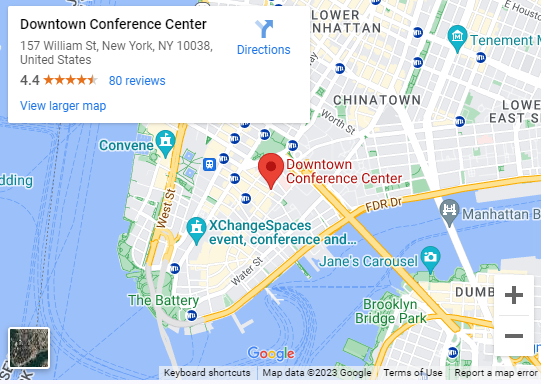 Downtown Conference Center
157 William St, New York, NY 10038,
United States
4.4
80 reviews
View larger map
Directions
LOWER
MANHATTAN
E Houston
Tenement M
CHINATOWN
LOWE
EAST SI
Worth St
Convene
dding
West St
Downtown
Conference Center
FDR Dr
Manhattan B
XChangeSpaces
event, conference and...
Water St
Jane's Carousel
The Battery
DUMB
Brooklyn
Bridge Park
+
−
Google
Keyboard shortcuts
Map data ©2023 Google
Terms of Use
Report a map error